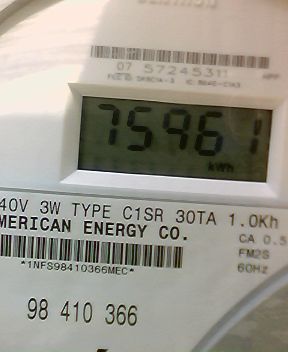 07 57245311
75961
kWh
40V 3W TYPE C1SR 30TA 1.0Kh
MERICAN ENERGY CO.
CA 0.5
FM2S
60Hz
*1NFS98410366MEC*
98 410 366